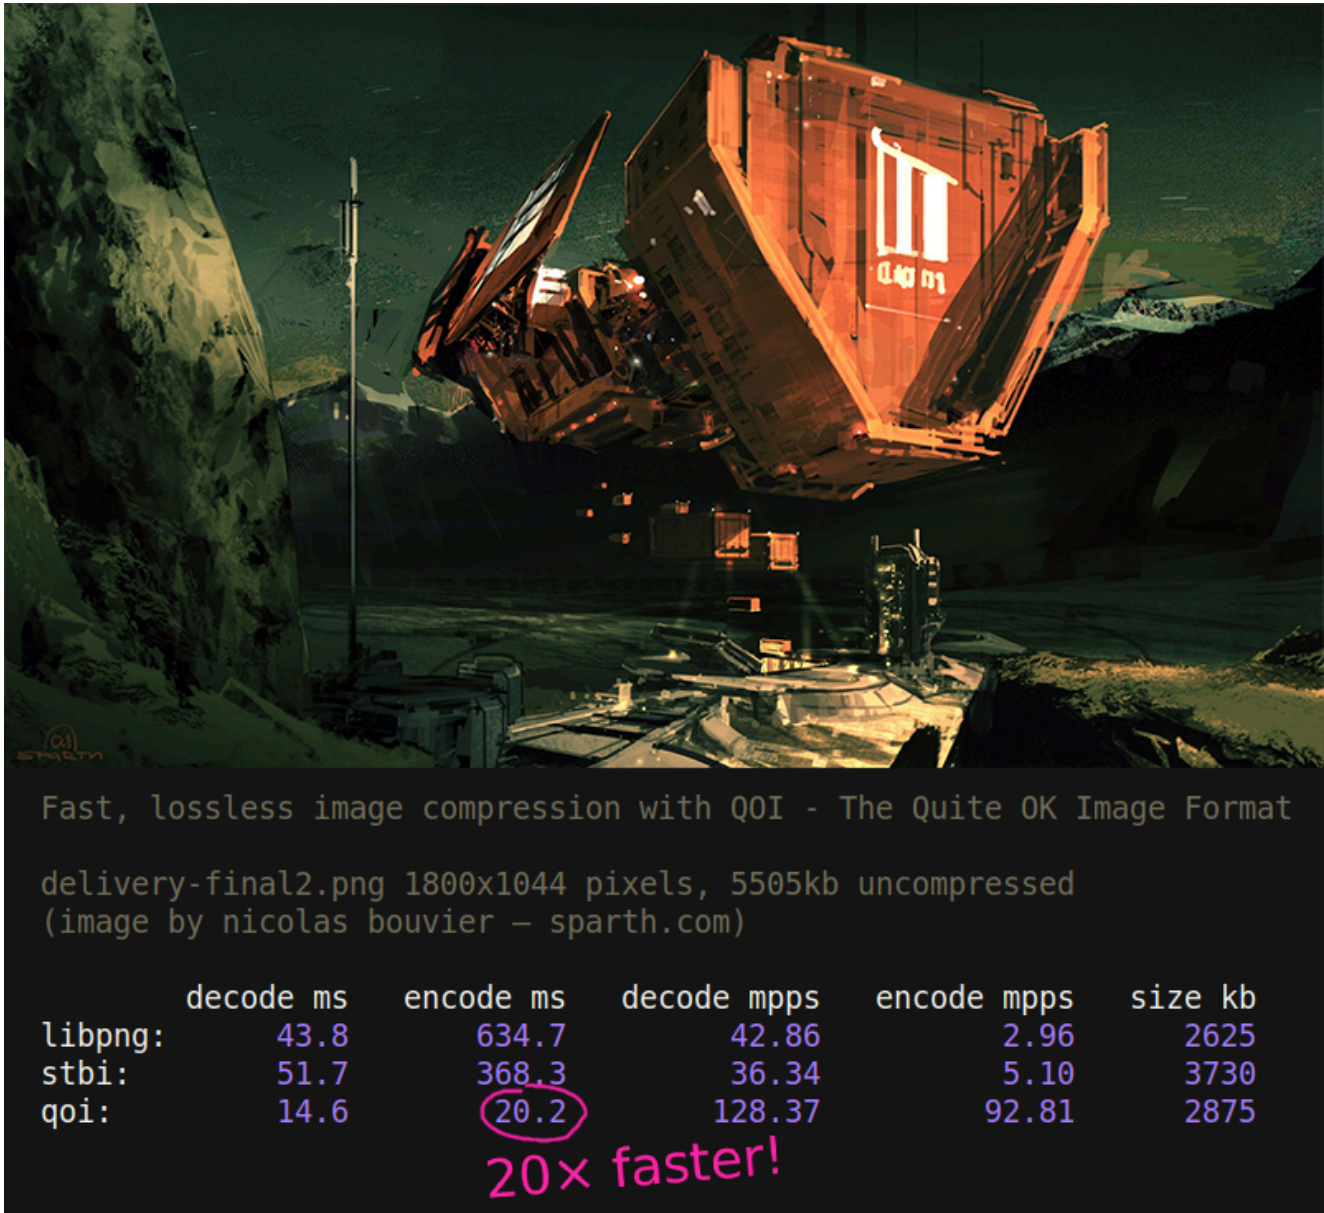 SPARTH
Fast, lossless image compression with QOI - The Quite OK Image Format
delivery-final2.png 1800x1044 pixels, 5505kb uncompressed
(image by nicolas bouvier — sparth.com)
decode ms encode ms decode mpps encode mpps size kb
libpng: 43.8 634.7 42.86 2.96 2625
stbi: 51.7 368.3 36.34 5.10 3730
qoi: 14.6 20.2 128.37 92.81 2875
20× faster!